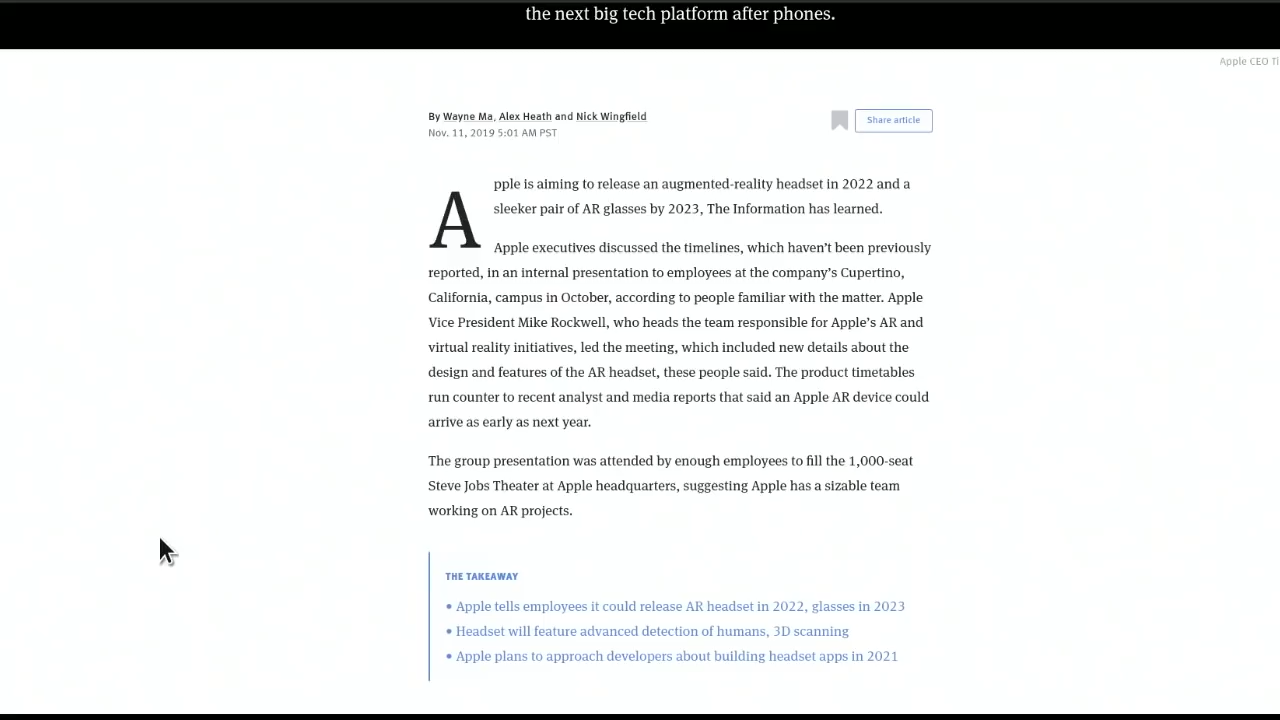 the next big tech platform after phones.
Apple CEO Ti
By Wayne Ma, Alex Heath and Nick Wingfield
Share article
Nov. 11, 2019 5:01 AM PST
Apple is aiming to release an augmented-reality headset in 2022 and a
sleeker pair of AR glasses by 2023, The Information has learned.
Apple executives discussed the timelines, which haven't been previously
reported, in an internal presentation to employees at the company's Cupertino,
California, campus in October, according to people familiar with the matter. Apple
Vice President Mike Rockwell, who heads the team responsible for Apple's AR and
virtual reality initiatives, led the meeting, which included new details about the
design and features of the AR headset, these people said. The product timetables
run counter to recent analyst and media reports that said an Apple AR device could
arrive as early as next year.
The group presentation was attended by enough employees to fill the 1,000-seat
Steve Jobs Theater at Apple headquarters, suggesting Apple has a sizable team
working on AR projects.
THE TAKEAWAY
• Apple tells employees it could release AR headset in 2022, glasses in 2023
• Headset will feature advanced detection of humans, 3D scanning
• Apple plans to approach developers about building headset apps in 2021